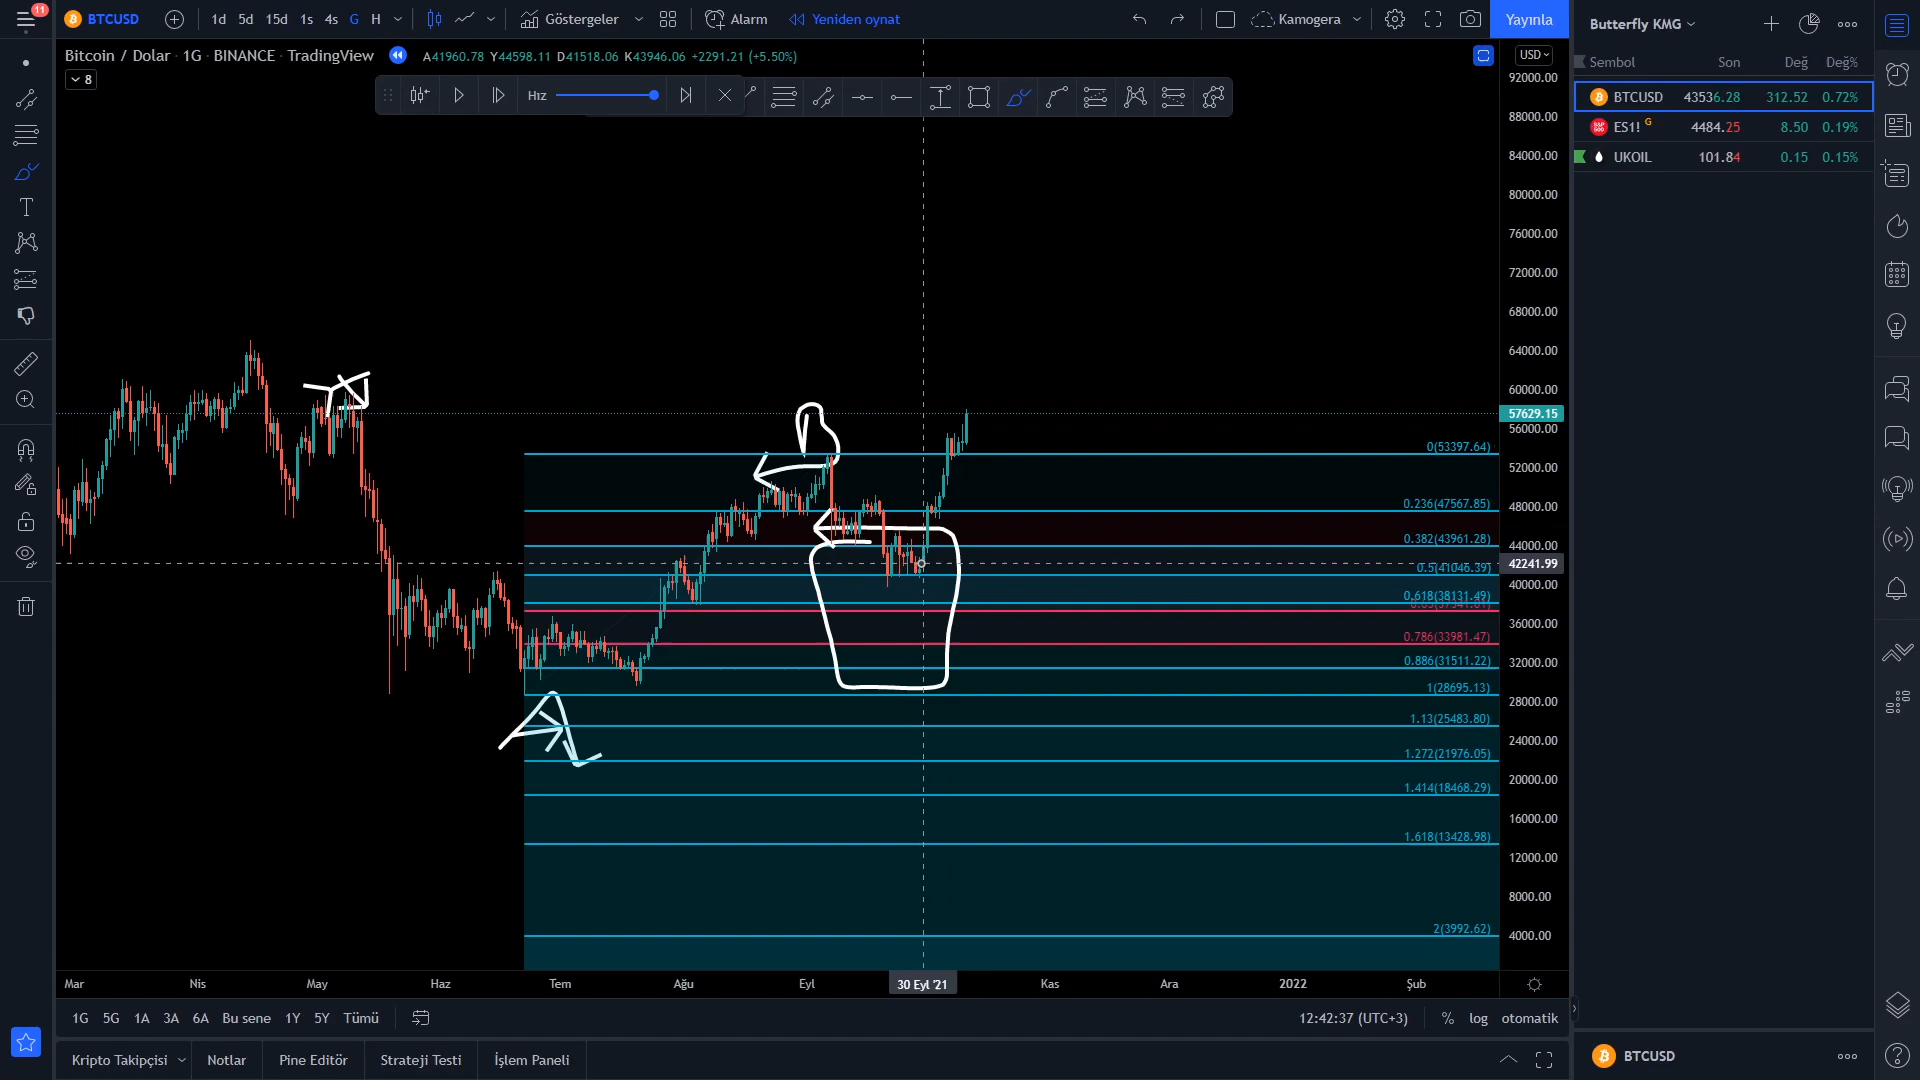 11
BTCUSD
1d 5d 15d 1s 4s G H
Göstergeler
Alarm
Yeniden oynat
Kamogera
Yayınla
Butterfly KMG
Bitcoin / Dolar · 1G · BINANCE · TradingView
A41960.78 Y44598.11 D41518.06 K43946.06 +2291.21 (+5.50%)
USD
8
Hız
Sembol Son Değ Değ%
BTCUSD 43536.28 312.52 0.72%
ES1! G 4484.25 8.50 0.19%
UKOIL 101.84 0.15 0.15%
92000.00
88000.00
84000.00
80000.00
76000.00
72000.00
68000.00
64000.00
60000.00
57629.15
56000.00
0(53397.64)
52000.00
0.236(47567.85)
48000.00
0.382(43961.28)
44000.00
42241.99
0.5(41046.39)
40000.00
0.618(38131.49)
36000.00
0.786(33981.47)
0.886(31511.22)
32000.00
1(28695.13)
28000.00
1.13(25483.80)
24000.00
1.272(21976.05)
20000.00
1.414(18468.29)
16000.00
1.618(13428.98)
12000.00
8000.00
2(3992.62)
4000.00
Mar Nis May Haz Tem Ağu Eyl 30 Eyl '21 Kas Ara 2022 Şub
1G 5G 1A 3A 6A Bu sene 1Y 5Y Tümü
12:42:37 (UTC+3) % log otomatik
Kripto Takipçisi Notlar Pine Editör Strateji Testi İşlem Paneli
BTCUSD